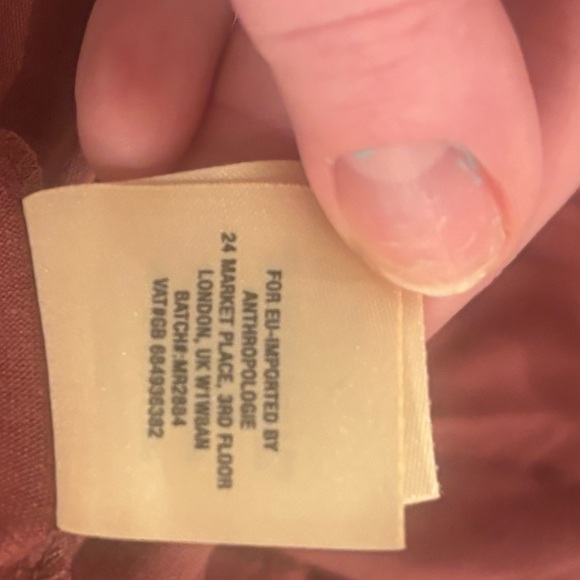 FOR EU-IMPORTED BY
ANTHROPOLOGIE
24 MARKET PLACE, 3RD FLOOR
LONDON, UK W1W8AN
BATCH#:MR2884
VAT#GB 684936382